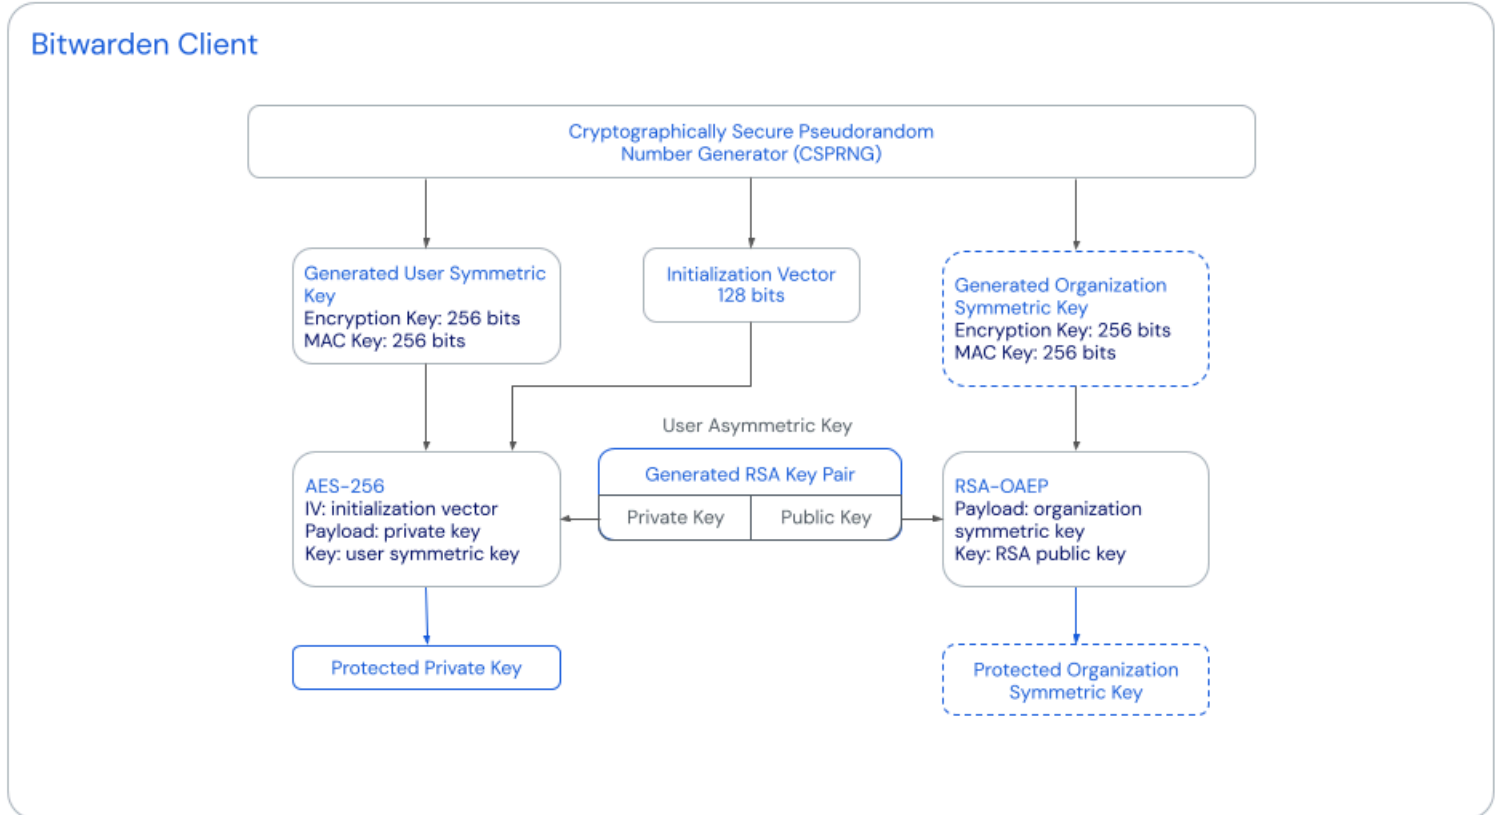 Bitwarden Client
Cryptographically Secure Pseudorandom
Number Generator (CSPRNG)
Generated User Symmetric
Key
Encryption Key: 256 bits
MAC Key: 256 bits
Initialization Vector
128 bits
Generated Organization
Symmetric Key
Encryption Key: 256 bits
MAC Key: 256 bits
User Asymmetric Key
Generated RSA Key Pair
Private Key
Public Key
AES-256
IV: initialization vector
Payload: private key
Key: user symmetric key
RSA-OAEP
Payload: organization
symmetric key
Key: RSA public key
Protected Private Key
Protected Organization
Symmetric Key